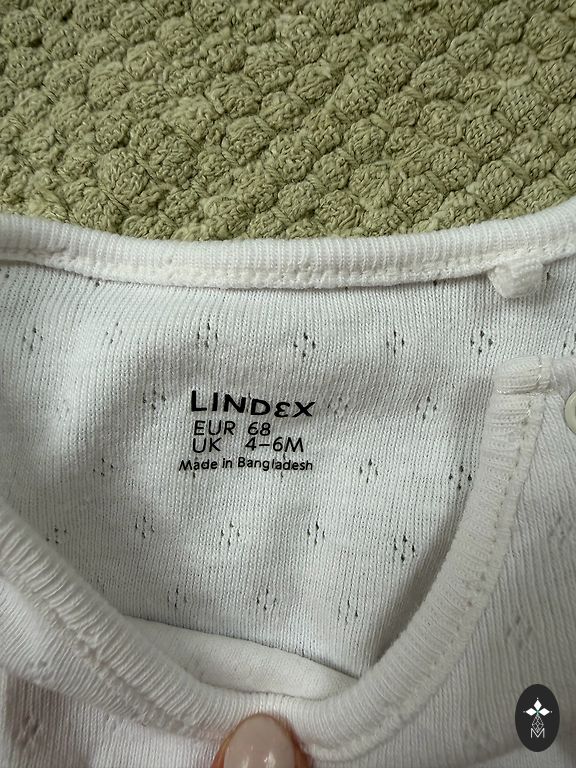 LINDEX
EUR 68
UK 4-6M
Made in Bangladesh